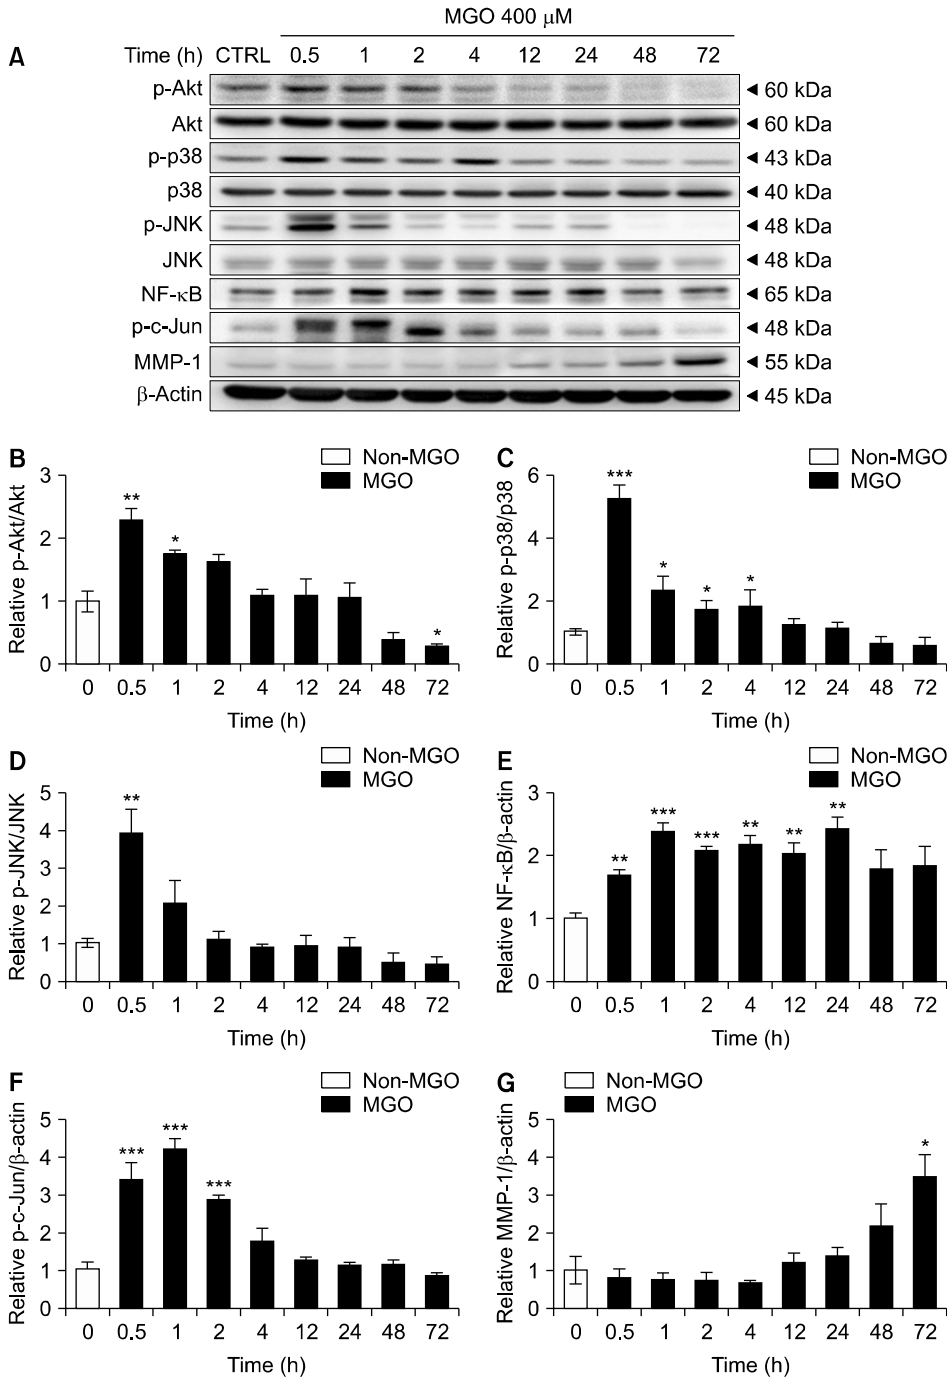 MGO 400 μM
A
Time (h) CTRL 0.5 1 2 4 12 24 48 72
p-Akt ◄ 60 kDa
Akt ◄ 60 kDa
p-p38 ◄ 43 kDa
p38 ◄ 40 kDa
p-JNK ◄ 48 kDa
JNK ◄ 48 kDa
NF-κB ◄ 65 kDa
p-c-Jun ◄ 48 kDa
MMP-1 ◄ 55 kDa
β-Actin ◄ 45 kDa
B
Non-MGO
MGO
Relative p-Akt/Akt
3
2
1
0
**
*
*
0 0.5 1 2 4 12 24 48 72
Time (h)
C
Non-MGO
MGO
Relative p-p38/p38
6
4
2
0
***
*
*
*
0 0.5 1 2 4 12 24 48 72
Time (h)
D
Non-MGO
MGO
Relative p-JNK/JNK
5
4
3
2
1
0
**
0 0.5 1 2 4 12 24 48 72
Time (h)
E
Non-MGO
MGO
Relative NF-κB/β-actin
3
2
1
0
**
***
***
**
**
**
0 0.5 1 2 4 12 24 48 72
Time (h)
F
Non-MGO
MGO
Relative p-c-Jun/β-actin
5
4
3
2
1
0
***
***
***
0 0.5 1 2 4 12 24 48 72
Time (h)
G
Non-MGO
MGO
Relative MMP-1/β-actin
5
4
3
2
1
0
*
0 0.5 1 2 4 12 24 48 72
Time (h)